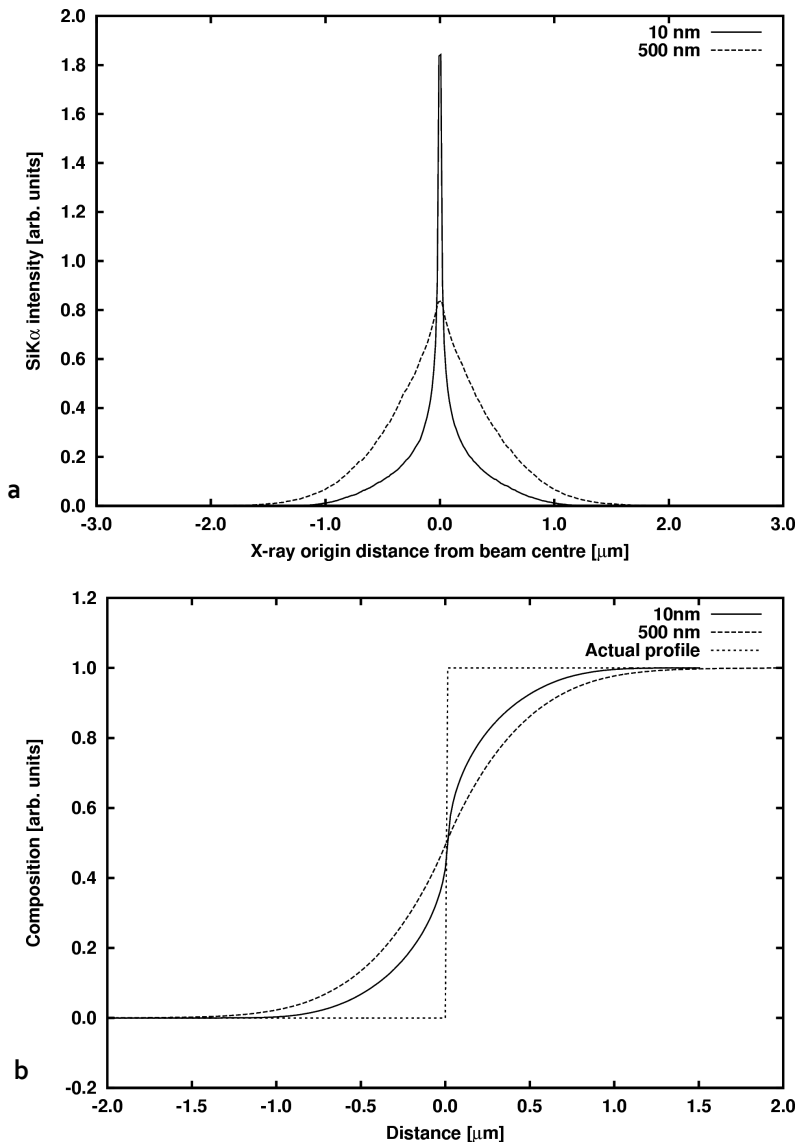 2.0
10 nm
500 nm
1.8
1.6
1.4
1.2
1.0
0.8
0.6
0.4
0.2
0.0
SiKα intensity [arb. units]
a
-3.0 -2.0 -1.0 0.0 1.0 2.0 3.0
X-ray origin distance from beam centre [μm]
1.2
10nm
500 nm
Actual profile
1.0
0.8
0.6
0.4
0.2
0.0
-0.2
Composition [arb. units]
b
-2.0 -1.5 -1.0 -0.5 0.0 0.5 1.0 1.5 2.0
Distance [μm]